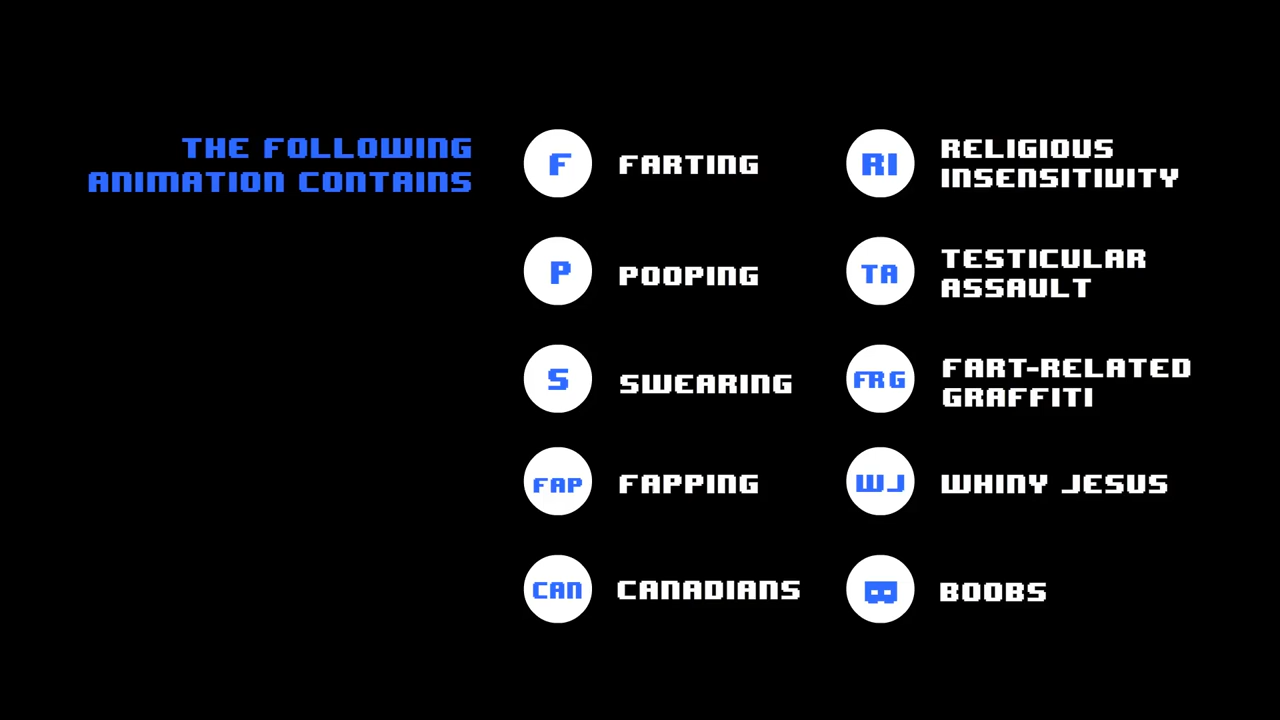 THE FOLLOWING
ANIMATION CONTAINS
F FARTING
P POOPING
S SWEARING
FAP FAPPING
CAN CANADIANS
RI RELIGIOUS
INSENSITIVITY
TA TESTICULAR
ASSAULT
FRG FART-RELATED
GRAFFITI
WJ WHINY JESUS
BOOBS